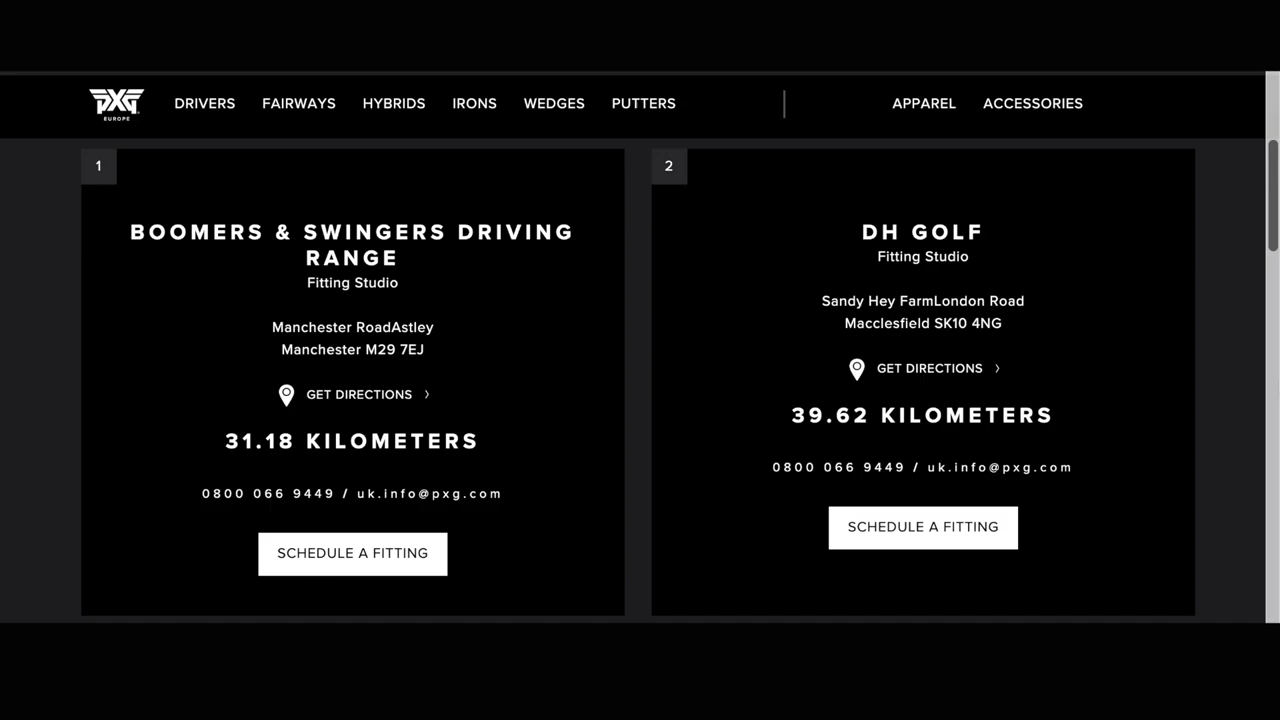 PXG
EUROPE
DRIVERS FAIRWAYS HYBRIDS IRONS WEDGES PUTTERS APPAREL ACCESSORIES
1
BOOMERS & SWINGERS DRIVING
RANGE
Fitting Studio
Manchester RoadAstley
Manchester M29 7EJ
GET DIRECTIONS
31.18 KILOMETERS
0800 066 9449 / uk.info@pxg.com
SCHEDULE A FITTING
2
DH GOLF
Fitting Studio
Sandy Hey FarmLondon Road
Macclesfield SK10 4NG
GET DIRECTIONS
39.62 KILOMETERS
0800 066 9449 / uk.info@pxg.com
SCHEDULE A FITTING